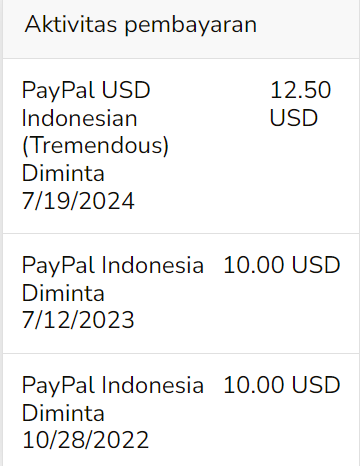 Aktivitas pembayaran
PayPal USD
Indonesian
(Tremendous)
Diminta
7/19/2024
12.50
USD
PayPal Indonesia 10.00 USD
Diminta
7/12/2023
PayPal Indonesia 10.00 USD
Diminta
10/28/2022